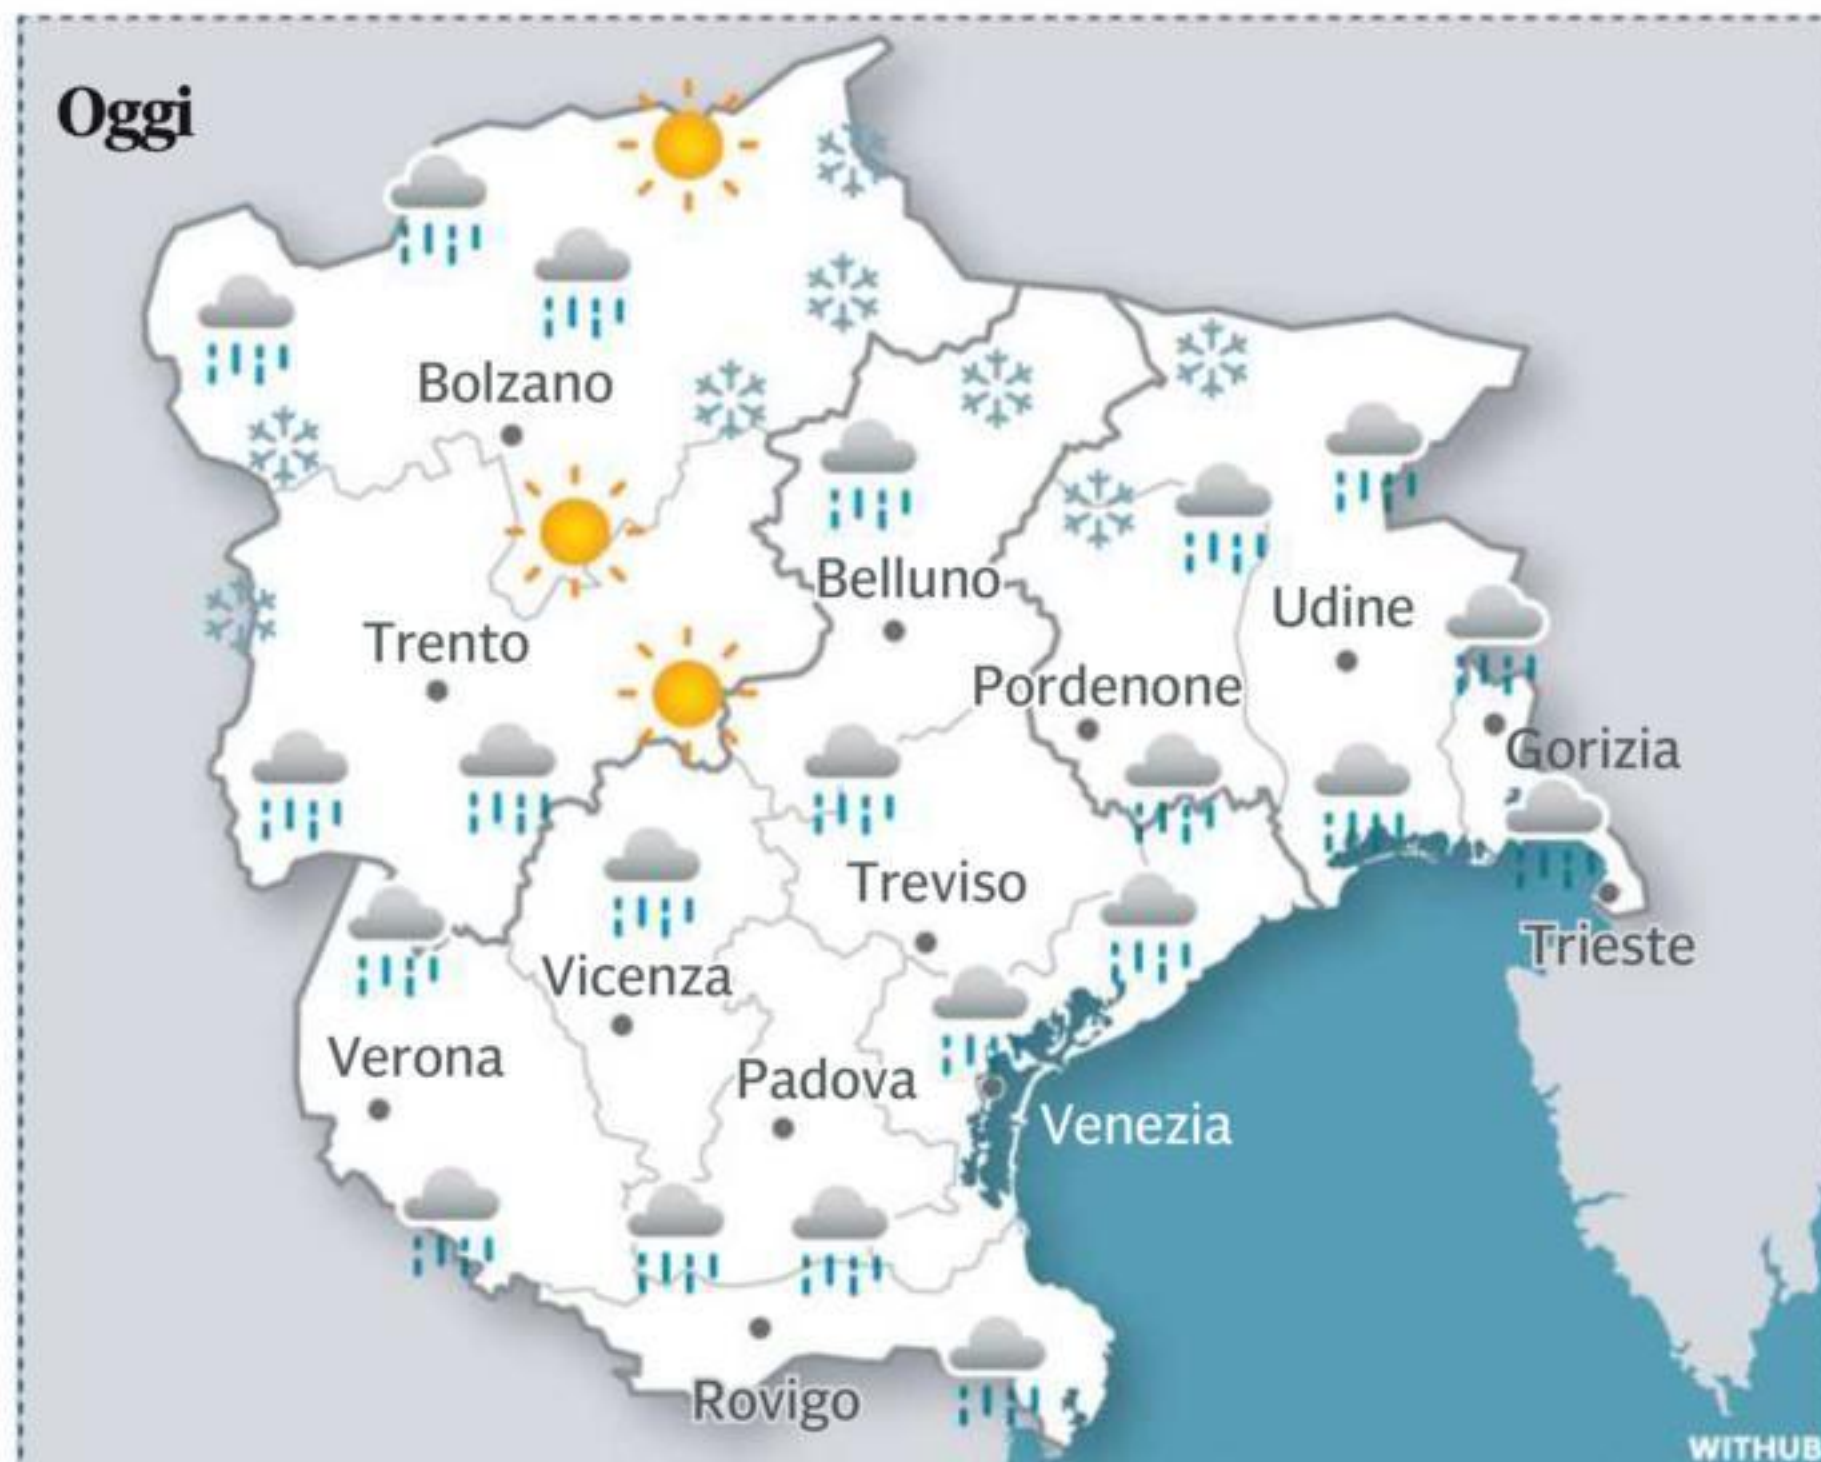 Oggi
Bolzano
Belluno
Udine
Trento
Pordenone
Gorizia
Treviso
Trieste
Vicenza
Verona
Padova
Venezia
Rovigo
WITHUB